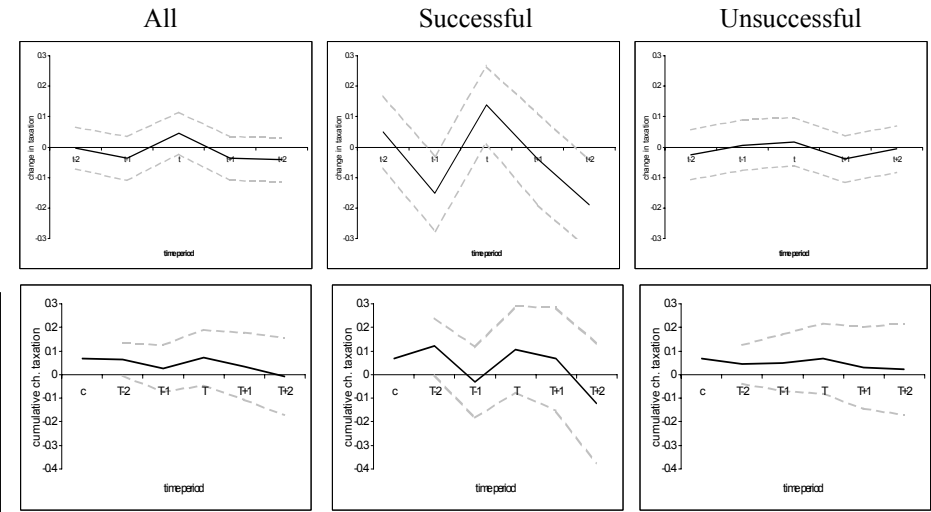 All
Successful
Unsuccessful
change in taxation
0.3
0.2
0.1
0
-0.1
-0.2
-0.3
t-2 t-1 t t+1 t+2
time period
0.3
0.2
0.1
0
-0.1
-0.2
-0.3
t-2 t-1 t t+1 t+2
change in taxation
time period
0.3
0.2
0.1
0
-0.1
-0.2
-0.3
t-2 t-1 t t+1 t+2
change in taxation
time period
cumulative ch. taxation
0.3
0.2
0.1
0
-0.1
-0.2
-0.3
-0.4
c T-2 T-1 T T+1 T+2
time period
cumulative ch. taxation
0.3
0.2
0.1
0
-0.1
-0.2
-0.3
-0.4
c T-2 T-1 T T+1 T+2
time period
cumulative ch. taxation
0.3
0.2
0.1
0
-0.1
-0.2
-0.3
-0.4
c T-2 T-1 T T+1 T+2
time period